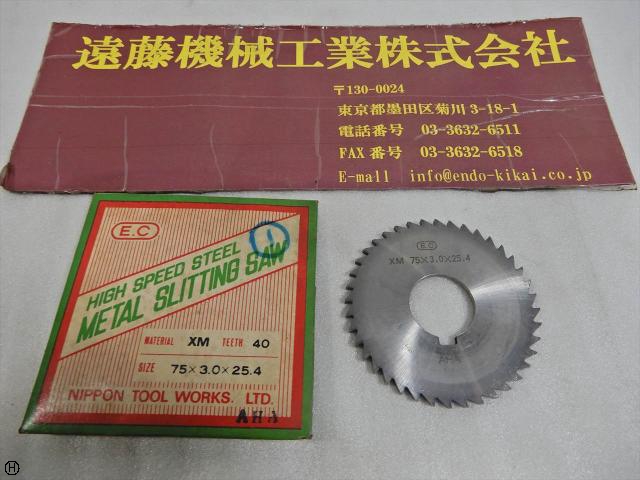 遠藤機械工業株式会社
〒130-0024
東京都墨田区菊川 3-18-1
電話番号 03-3632-6511
FAX 番号 03-3632-6518
E-mall info@endo-kikai.co.jp
E.C
HIGH SPEED STEEL
METAL SLITTING SAW
1
MATERIAL XM TEETH 40
SIZE 75×3.0×25.4
NIPPON TOOL WORKS. LTD.
AHA
E.C
XM 75×3.0×25.4
H